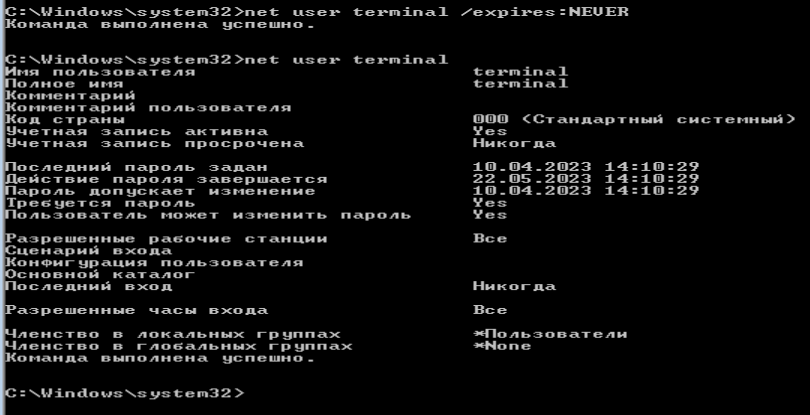 C:\Windows\system32>net user terminal /expires:NEVER
Команда выполнена успешно.
C:\Windows\system32>net user terminal
Имя пользователя terminal
Полное имя terminal
Комментарий
Комментарий пользователя
Код страны 000 (Стандартный системный)
Учетная запись активна Yes
Учетная запись просрочена Никогда
Последний пароль задан 10.04.2023 14:10:29
Действие пароля завершается 22.05.2023 14:10:29
Пароль допускает изменение 10.04.2023 14:10:29
Требуется пароль Yes
Пользователь может изменить пароль Yes
Разрешенные рабочие станции Все
Сценарий входа
Конфигурация пользователя
Основной каталог
Последний вход Никогда
Разрешенные часы входа Все
Членство в локальных группах *Пользователи
Членство в глобальных группах *None
Команда выполнена успешно.
C:\Windows\system32>